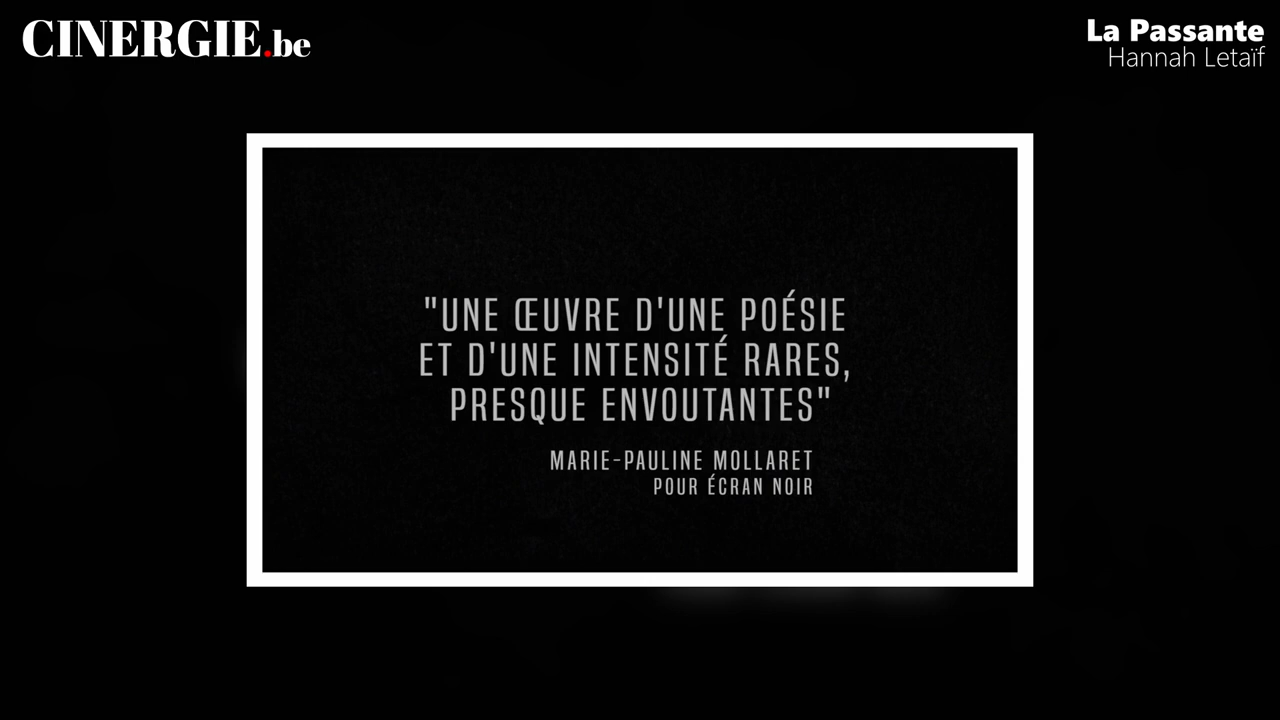 CINERGIE.be
La Passante
Hannah Letaïf
"UNE ŒUVRE D'UNE POÉSIE
ET D'UNE INTENSITÉ RARES,
PRESQUE ENVOUTANTES"
MARIE-PAULINE MOLLARET
POUR ÉCRAN NOIR